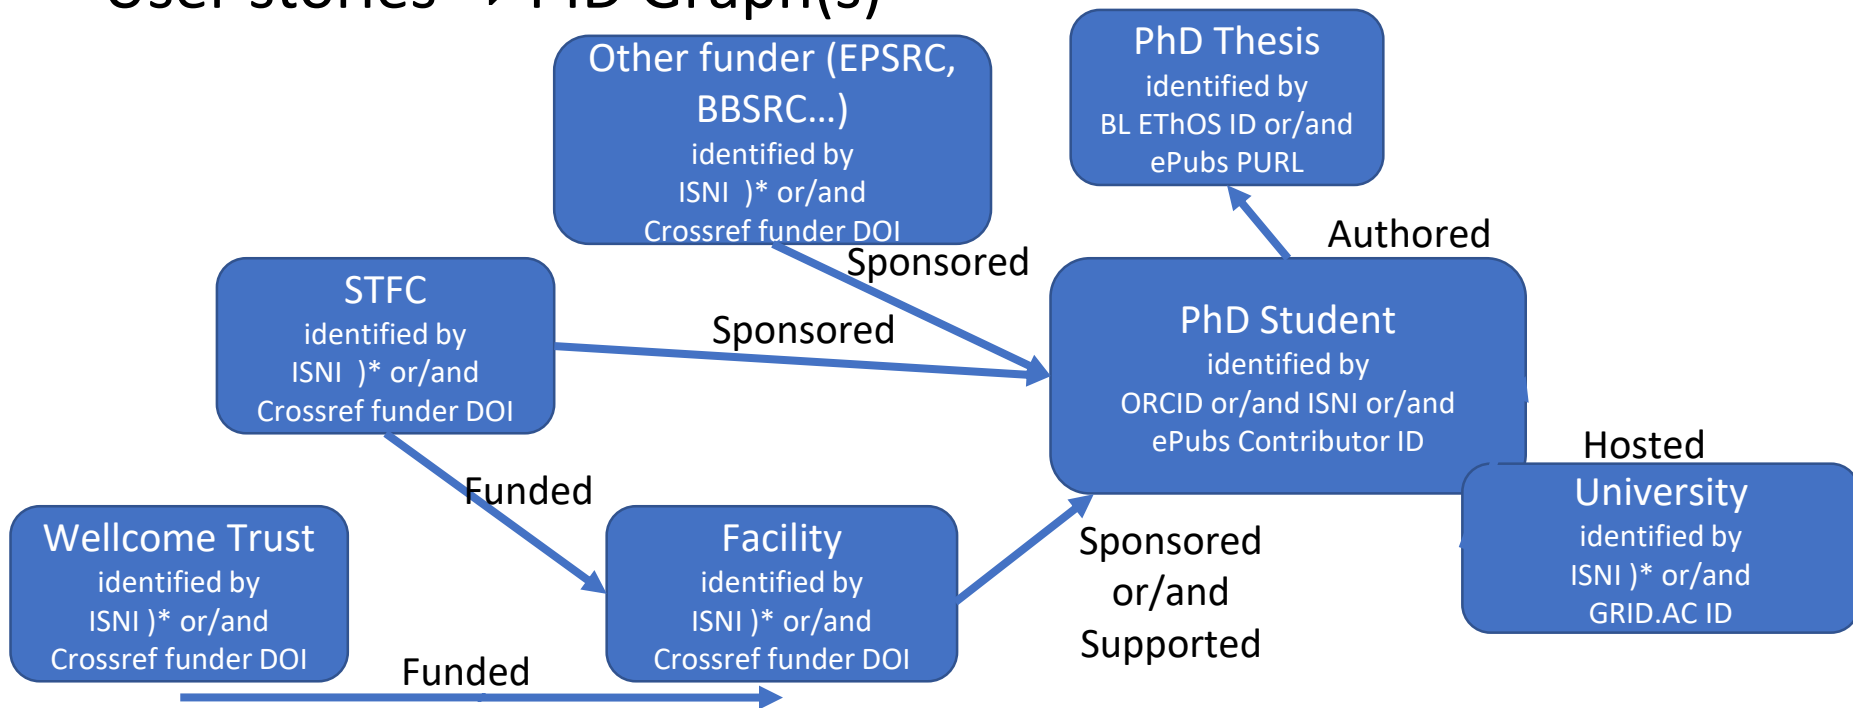 User stories → PID Graph(s)
Other funder (EPSRC,
BBSRC...)
identified by
ISNI )* or/and
Crossref funder DOI
PhD Thesis
identified by
BL EThOS ID or/and
ePubs PURL
Authored
Sponsored
STFC
identified by
ISNI )* or/and
Crossref funder DOI
Sponsored
PhD Student
identified by
ORCID or/and ISNI or/and
ePubs Contributor ID
Hosted
University
identified by
ISNI )* or/and
GRID.AC ID
Funded
Wellcome Trust
identified by
ISNI )* or/and
Crossref funder DOI
Facility
identified by
ISNI )* or/and
Crossref funder DOI
Sponsored
or/and
Supported
Funded